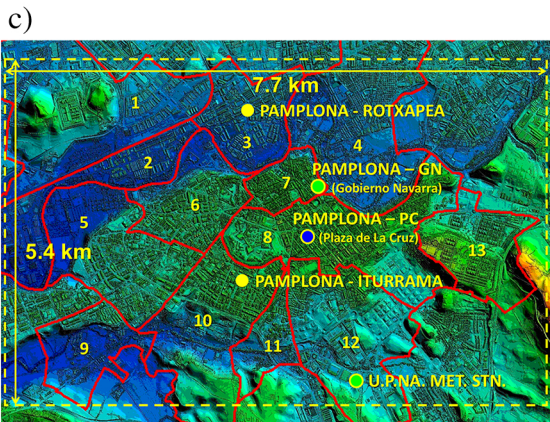 c)
7.7 km
1
PAMPLONA - ROTXAPEA
2
3
4
PAMPLONA – GN
(Gobierno Navarra)
7
6
5
PAMPLONA – PC
(Plaza de La Cruz)
8
13
5.4 km
PAMPLONA - ITURRAMA
10
9
11
12
U.P.NA. MET. STN.